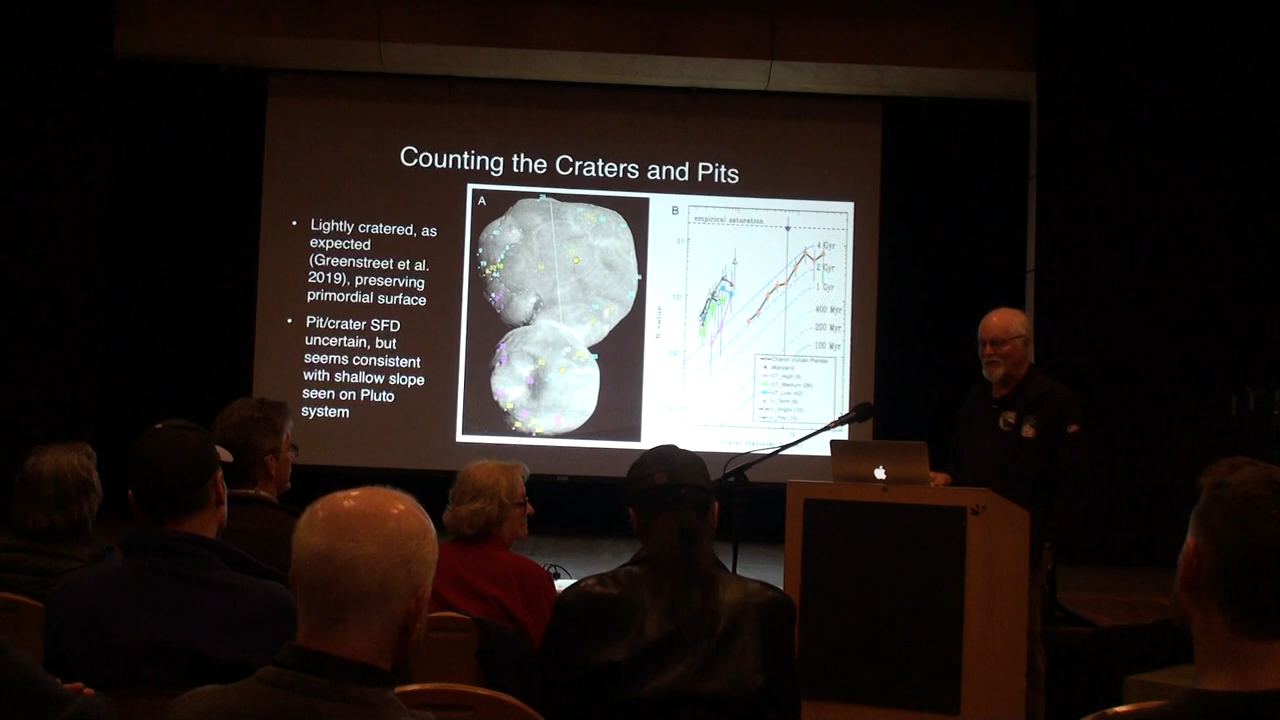 Counting the Craters and Pits
• Lightly cratered, as
expected
(Greenstreet et al.
2019), preserving
primordial surface
• Pit/crater SFD
uncertain, but
seems consistent
with shallow slope
seen on Pluto
system
A
B
empirical saturation
4 Gyr
2 Gyr
1 Gyr
400 Myr
200 Myr
100 Myr
R value